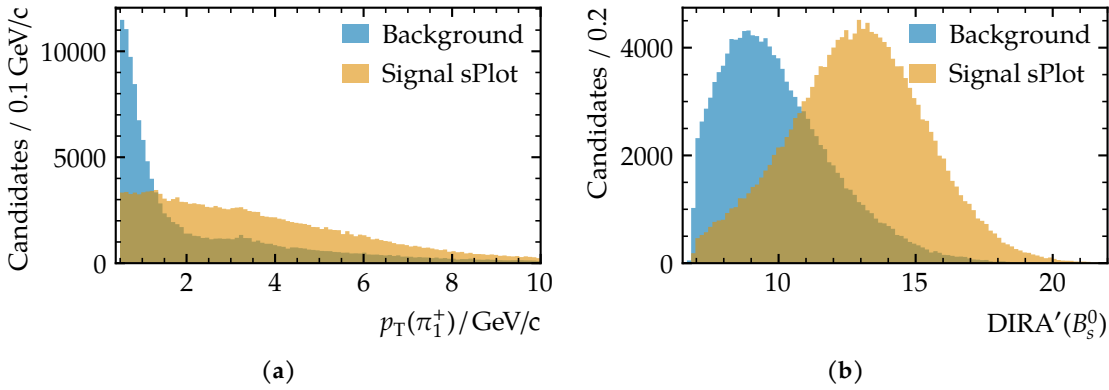 Candidates / 0.1 GeV/c
10000
5000
0
Background
Signal sPlot
2 4 6 8 10
p_T(π_1^+)/GeV/c
(a)
Candidates / 0.2
4000
2000
0
Background
Signal sPlot
10 15 20
DIRA′(B_s^0)
(b)